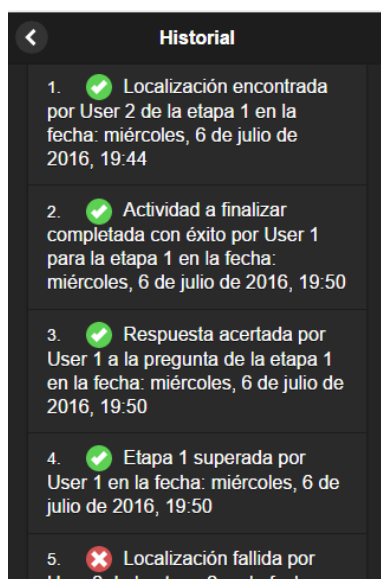 Historial
1. Localización encontrada
por User 2 de la etapa 1 en la
fecha: miércoles, 6 de julio de
2016, 19:44
2. Actividad a finalizar
completada con éxito por User 1
para la etapa 1 en la fecha:
miércoles, 6 de julio de 2016, 19:50
3. Respuesta acertada por
User 1 a la pregunta de la etapa 1
en la fecha: miércoles, 6 de julio de
2016, 19:50
4. Etapa 1 superada por
User 1 en la fecha: miércoles, 6 de
julio de 2016, 19:50
5. Localización fallida por